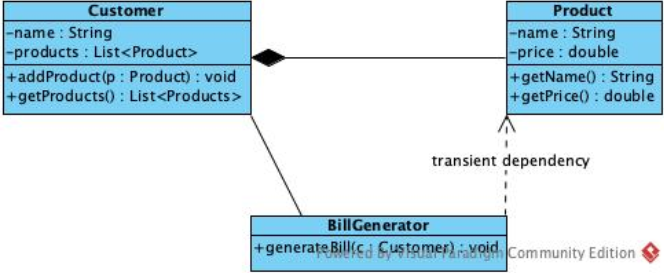 Customer
-name : String
-products : List<Product>
+addProduct(p : Product) : void
+getProducts() : List<Products>
Product
-name : String
-price : double
+getName() : String
+getPrice() : double
transient dependency
BillGenerator
+generateBill(c : Customer) : void
Powered By Visual Paradigm Community Edition